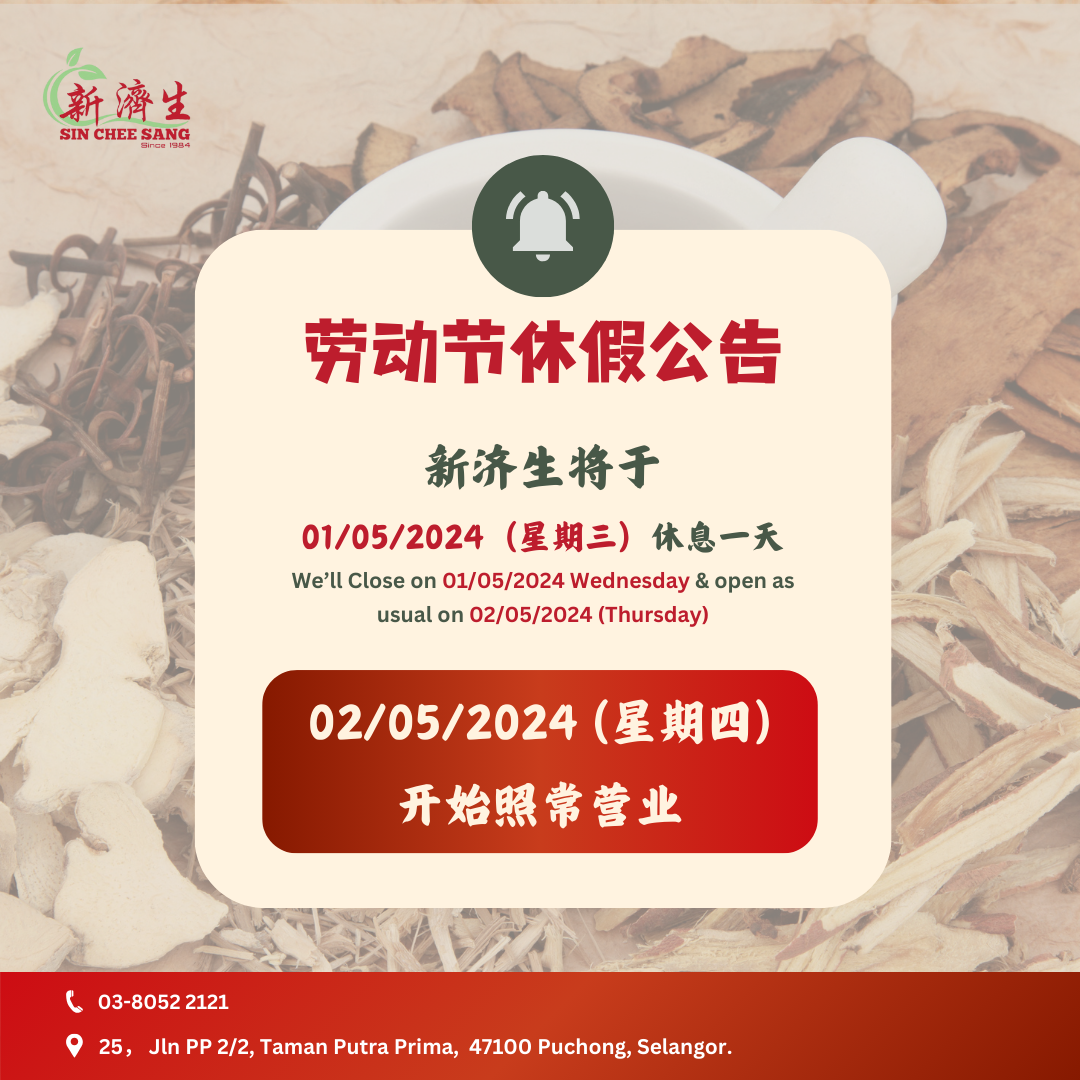 新濟生
SIN CHEE SANG
Since 1984
劳动节休假公告
新济生将于
01/05/2024（星期三）休息一天
We’ll Close on 01/05/2024 Wednesday & open as
usual on 02/05/2024 (Thursday)
02/05/2024 (星期四)
开始照常营业
03-8052 2121
25， Jln PP 2/2, Taman Putra Prima, 47100 Puchong, Selangor.